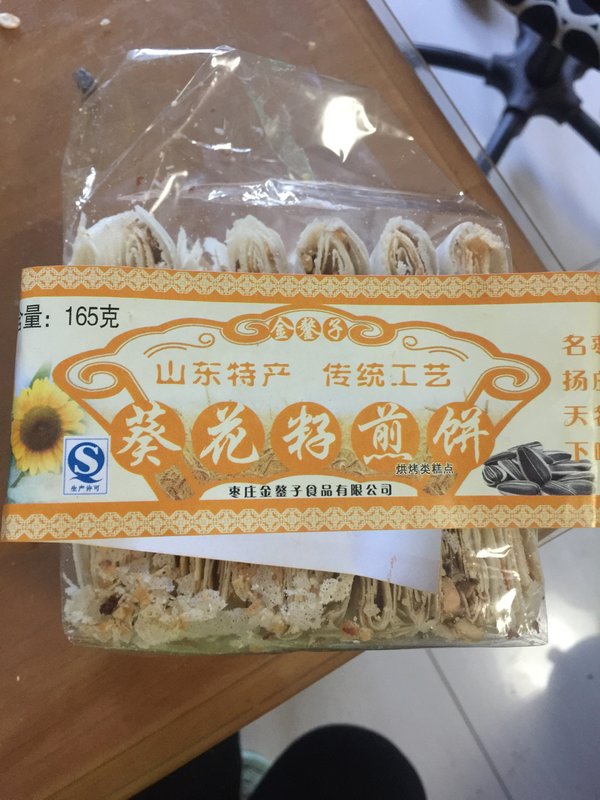 量：165克
金鏊子
山东特产 传统工艺
葵花籽煎饼
烘烤类糕点
生产许可
枣庄金鏊子食品有限公司
名扬天下